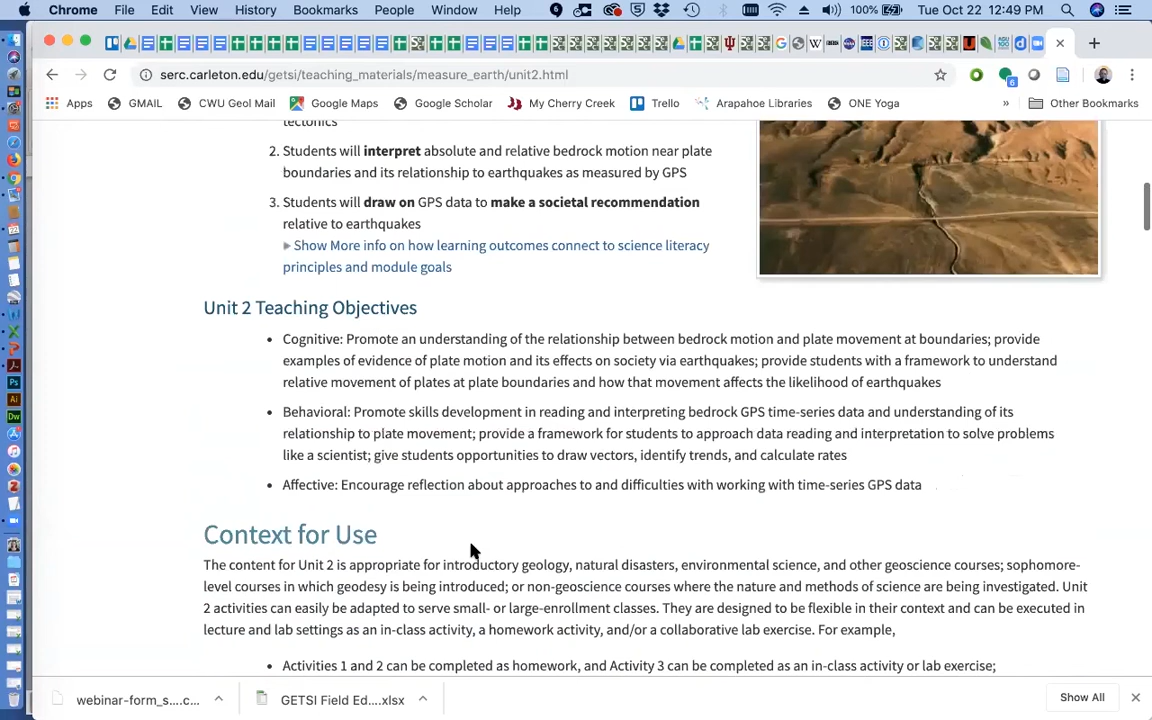 Chrome File Edit View History Bookmarks People Window Help 100% Tue Oct 22 12:49 PM
serc.carleton.edu/getsi/teaching_materials/measure_earth/unit2.html 6
Apps GMAIL CWU Geol Mail Google Maps Google Scholar My Cherry Creek Trello Arapahoe Libraries ONE Yoga » Other Bookmarks
tectonics
2. Students will interpret absolute and relative bedrock motion near plate
boundaries and its relationship to earthquakes as measured by GPS
3. Students will draw on GPS data to make a societal recommendation
relative to earthquakes
Show More info on how learning outcomes connect to science literacy
principles and module goals
Unit 2 Teaching Objectives
• Cognitive: Promote an understanding of the relationship between bedrock motion and plate movement at boundaries; provide
examples of evidence of plate motion and its effects on society via earthquakes; provide students with a framework to understand
relative movement of plates at plate boundaries and how that movement affects the likelihood of earthquakes
• Behavioral: Promote skills development in reading and interpreting bedrock GPS time-series data and understanding of its
relationship to plate movement; provide a framework for students to approach data reading and interpretation to solve problems
like a scientist; give students opportunities to draw vectors, identify trends, and calculate rates
• Affective: Encourage reflection about approaches to and difficulties with working with time-series GPS data
Context for Use
The content for Unit 2 is appropriate for introductory geology, natural disasters, environmental science, and other geoscience courses; sophomore-
level courses in which geodesy is being introduced; or non-geoscience courses where the nature and methods of science are being investigated. Unit
2 activities can easily be adapted to serve small- or large-enrollment classes. They are designed to be flexible in their context and can be executed in
lecture and lab settings as an in-class activity, a homework activity, and/or a collaborative lab exercise. For example,
• Activities 1 and 2 can be completed as homework, and Activity 3 can be completed as an in-class activity or lab exercise;
webinar-form_s....c... GETSI Field Ed....xlsx Show All